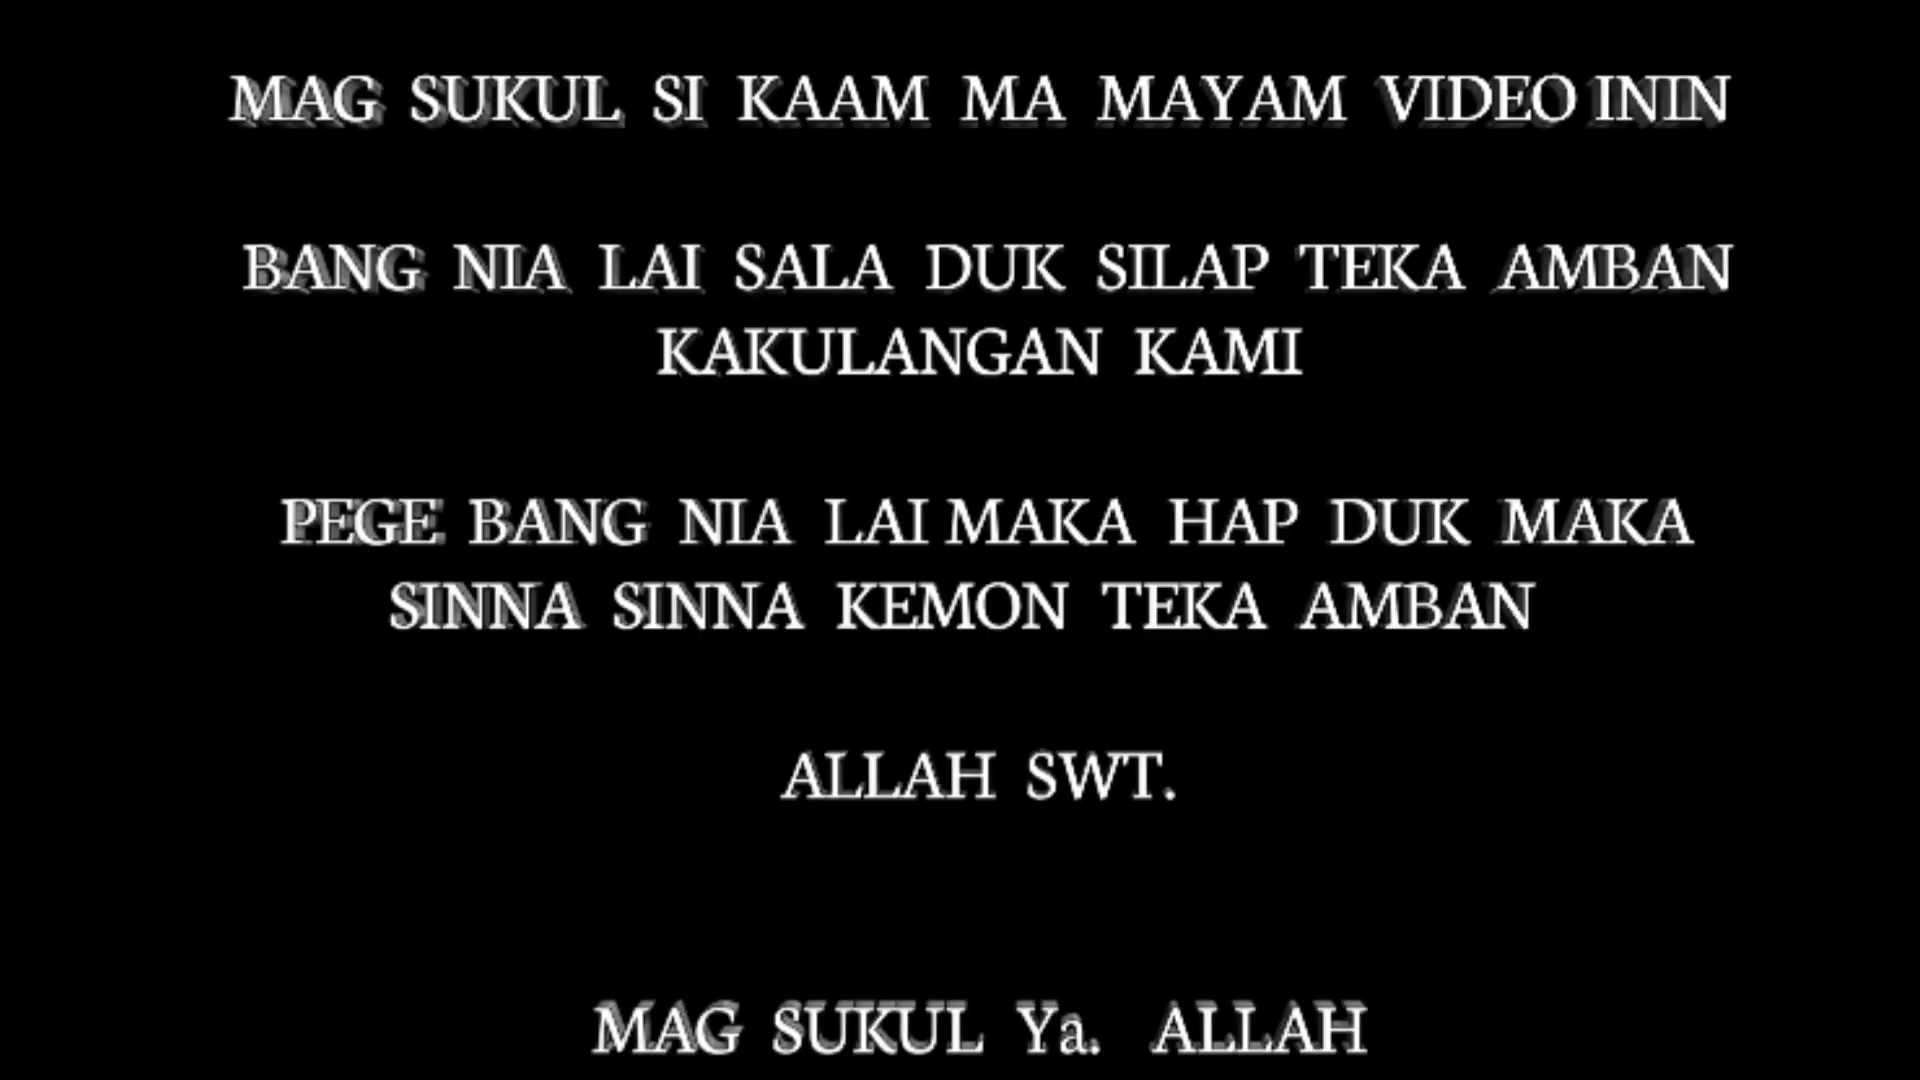 MAG SUKUL SI KAAM MA MAYAM VIDEO ININ
BANG NIA LAI SALA DUK SILAP TEKA AMBAN
KAKULANGAN KAMI
PEGE BANG NIA LAI MAKA HAP DUK MAKA
SINNA SINNA KEMON TEKA AMBAN
ALLAH SWT.
MAG SUKUL Ya. ALLAH